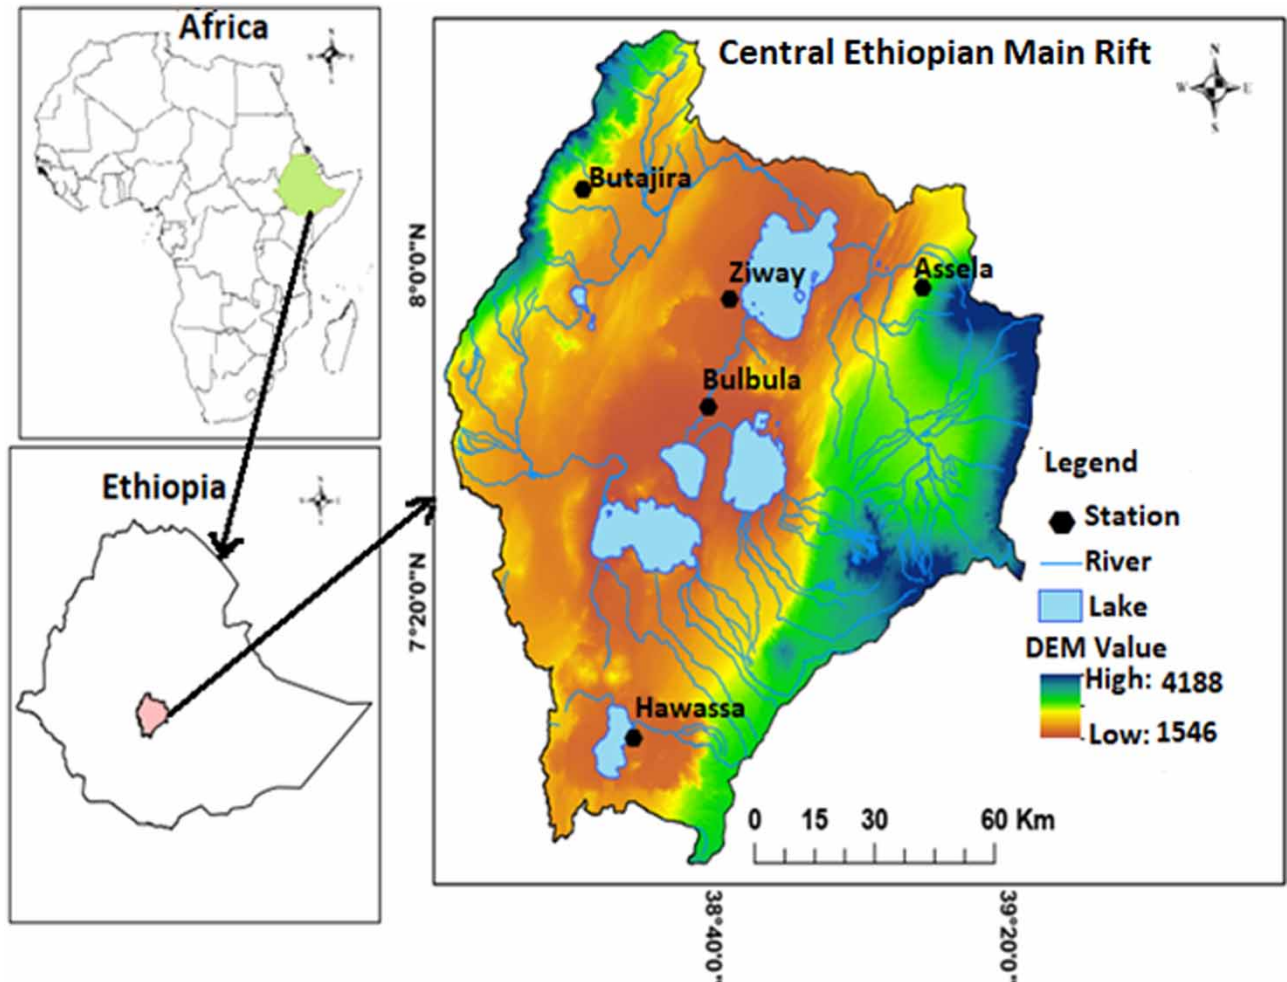 Africa
Central Ethiopian Main Rift
N
W E
S
Butajira
8°0'0"N
Ziway
Assela
Bulbula
Ethiopia
Legend
Station
River
Lake
7°20'0"N
DEM Value
High: 4188
Low: 1546
Hawassa
0 15 30 60 Km
38°40'0"
39°20'0"